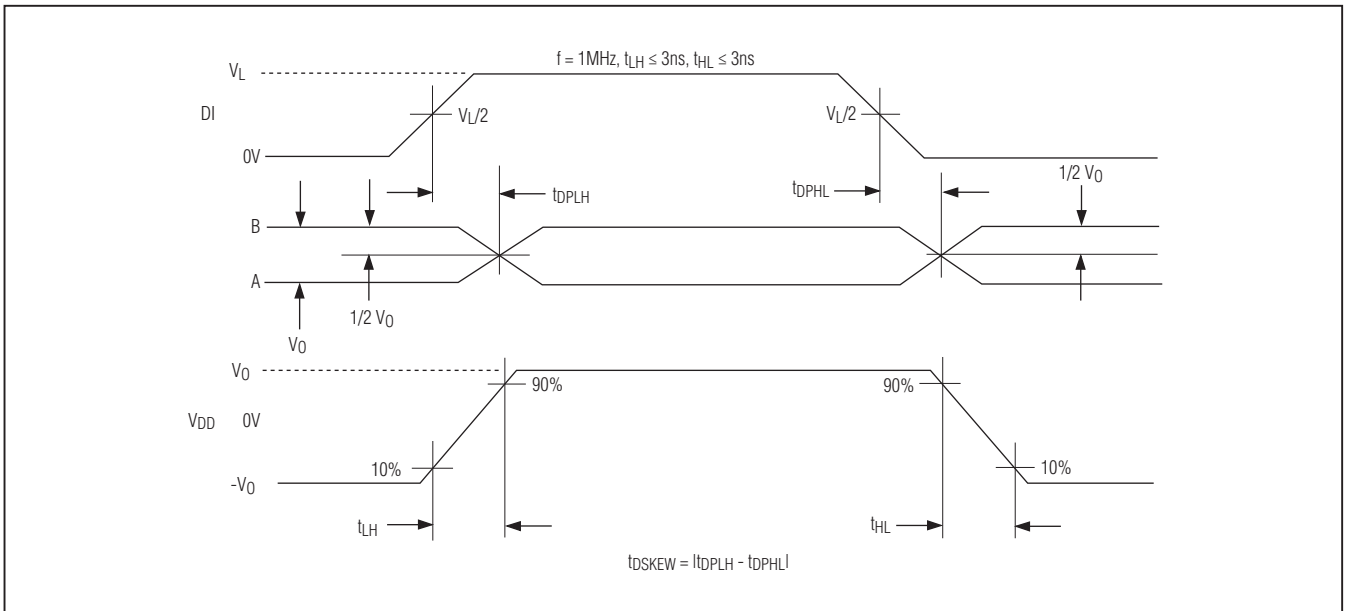 f = 1MHz, tLH ≤ 3ns, tHL ≤ 3ns
VL
DI
VL/2
VL/2
0V
1/2 VO
tDPLH
tDPHL
B
A
1/2 VO
VO
VO
90%
90%
VDD 0V
10%
10%
-VO
tLH
tHL
tDSKEW = |tDPLH - tDPHL|